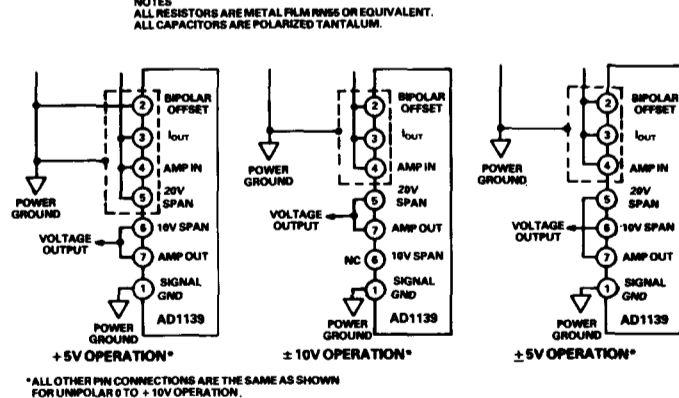 NOTES
ALL RESISTORS ARE METAL FILM RN55 OR EQUIVALENT.
ALL CAPACITORS ARE POLARIZED TANTALUM.
2 BIPOLAR OFFSET
3 IOUT
4 AMP IN
5 20V SPAN
6 10V SPAN
7 AMP OUT
1 SIGNAL GND
POWER GROUND
VOLTAGE OUTPUT
POWER GROUND
AD1139
+5V OPERATION*
2 BIPOLAR OFFSET
3 IOUT
4 AMP IN
5 20V SPAN
7 AMP OUT
NC 6 10V SPAN
1 SIGNAL GND
POWER GROUND
VOLTAGE OUTPUT
POWER GROUND
AD1139
± 10V OPERATION*
2 BIPOLAR OFFSET
3 IOUT
4 AMP IN
5 20V SPAN
6 10V SPAN
7 AMP OUT
1 SIGNAL GND
POWER GROUND
VOLTAGE OUTPUT
POWER GROUND
AD1139
±5V OPERATION*
*ALL OTHER PIN CONNECTIONS ARE THE SAME AS SHOWN
FOR UNIPOLAR 0 TO +10V OPERATION.